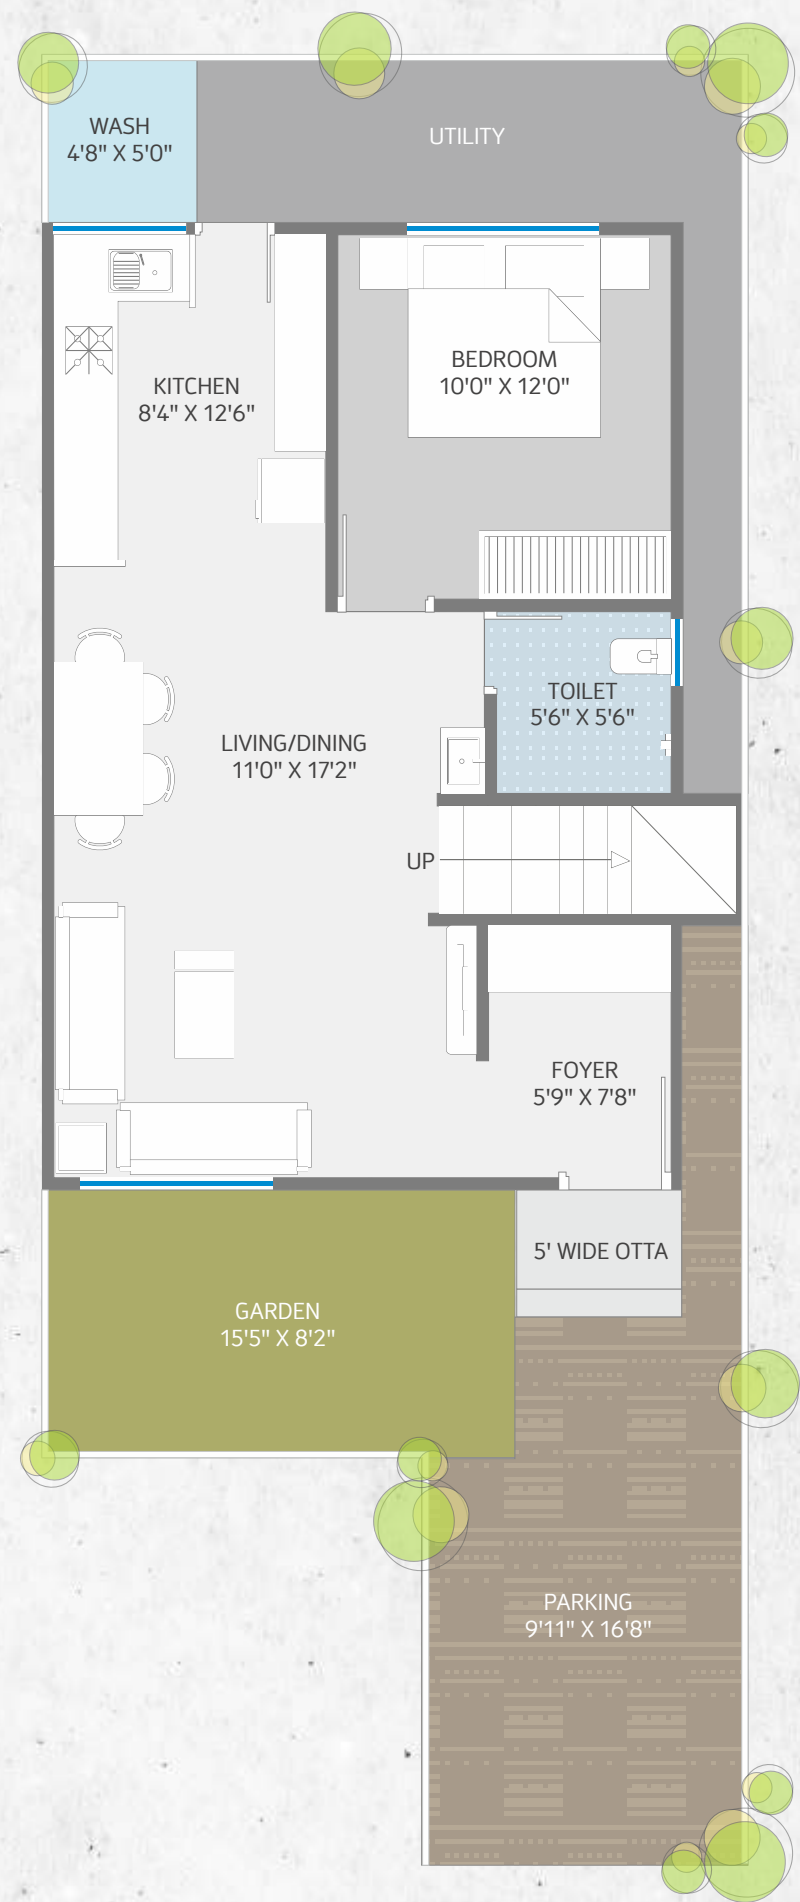 WASH
4'8" X 5'0"
UTILITY
BEDROOM
10'0" X 12'0"
KITCHEN
8'4" X 12'6"
TOILET
5'6" X 5'6"
LIVING/DINING
11'0" X 17'2"
UP
FOYER
5'9" X 7'8"
5' WIDE OTTA
GARDEN
15'5" X 8'2"
PARKING
9'11" X 16'8"